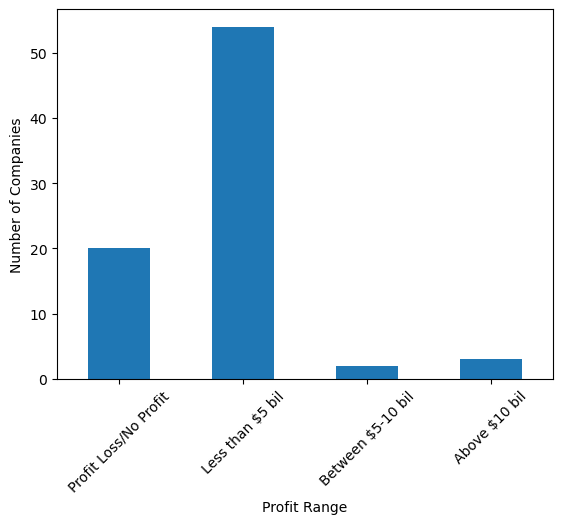 50
40
30
20
10
0
Number of Companies
Profit Loss/No Profit
Less than $5 bil
Between $5-10 bil
Above $10 bil
Profit Range